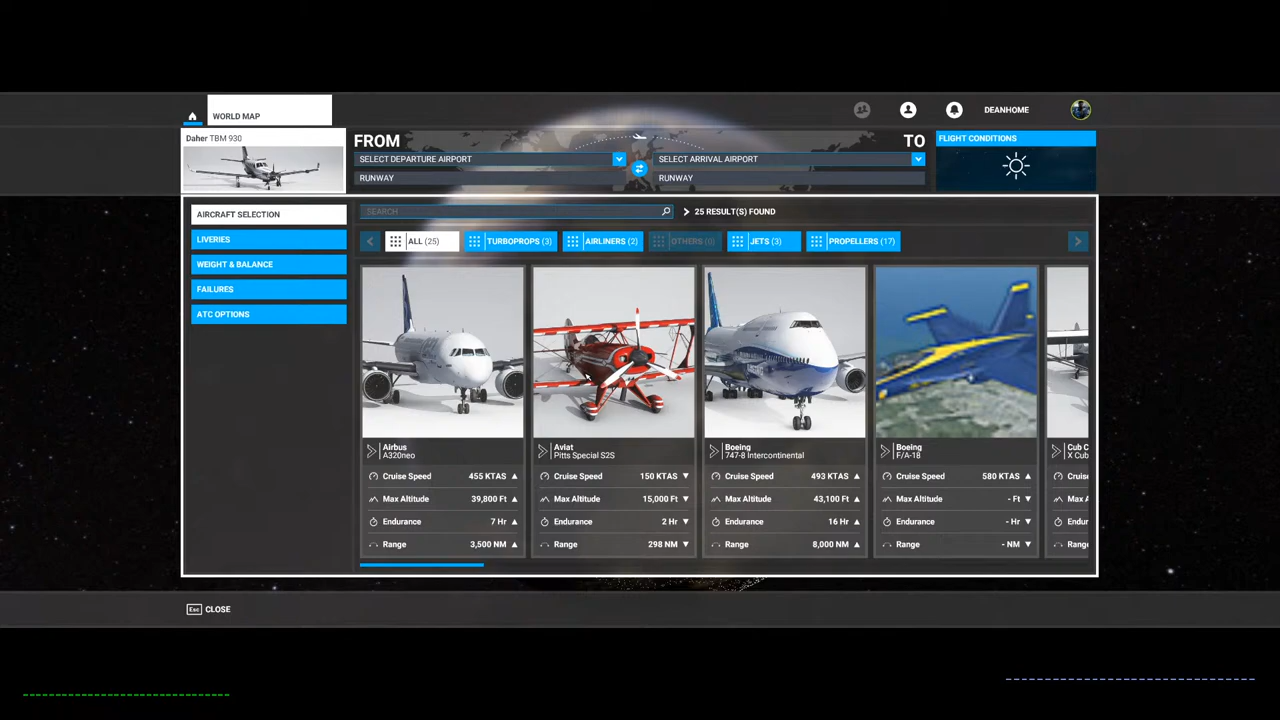 WORLD MAP
DEANHOME
Daher TBM 930
FROM
TO
SELECT DEPARTURE AIRPORT
SELECT ARRIVAL AIRPORT
RUNWAY
RUNWAY
FLIGHT CONDITIONS
AIRCRAFT SELECTION
LIVERIES
WEIGHT & BALANCE
FAILURES
ATC OPTIONS
SEARCH
25 RESULT(S) FOUND
ALL (25)
TURBOPROPS (3)
AIRLINERS (2)
OTHERS (0)
JETS (3)
PROPELLERS (17)
Airbus
A320neo
Cruise Speed 455 KTAS
Max Altitude 39,800 Ft
Endurance 7 Hr
Range 3,500 NM
Aviat
Pitts Special S2S
Cruise Speed 150 KTAS
Max Altitude 15,000 Ft
Endurance 2 Hr
Range 298 NM
Boeing
747-8 Intercontinental
Cruise Speed 493 KTAS
Max Altitude 43,100 Ft
Endurance 16 Hr
Range 8,000 NM
Boeing
F/A-18
Cruise Speed 580 KTAS
Max Altitude - Ft
Endurance - Hr
Range - NM
Cub C
X Cub
Cruis
Max A
Endur
Rang
Esc CLOSE